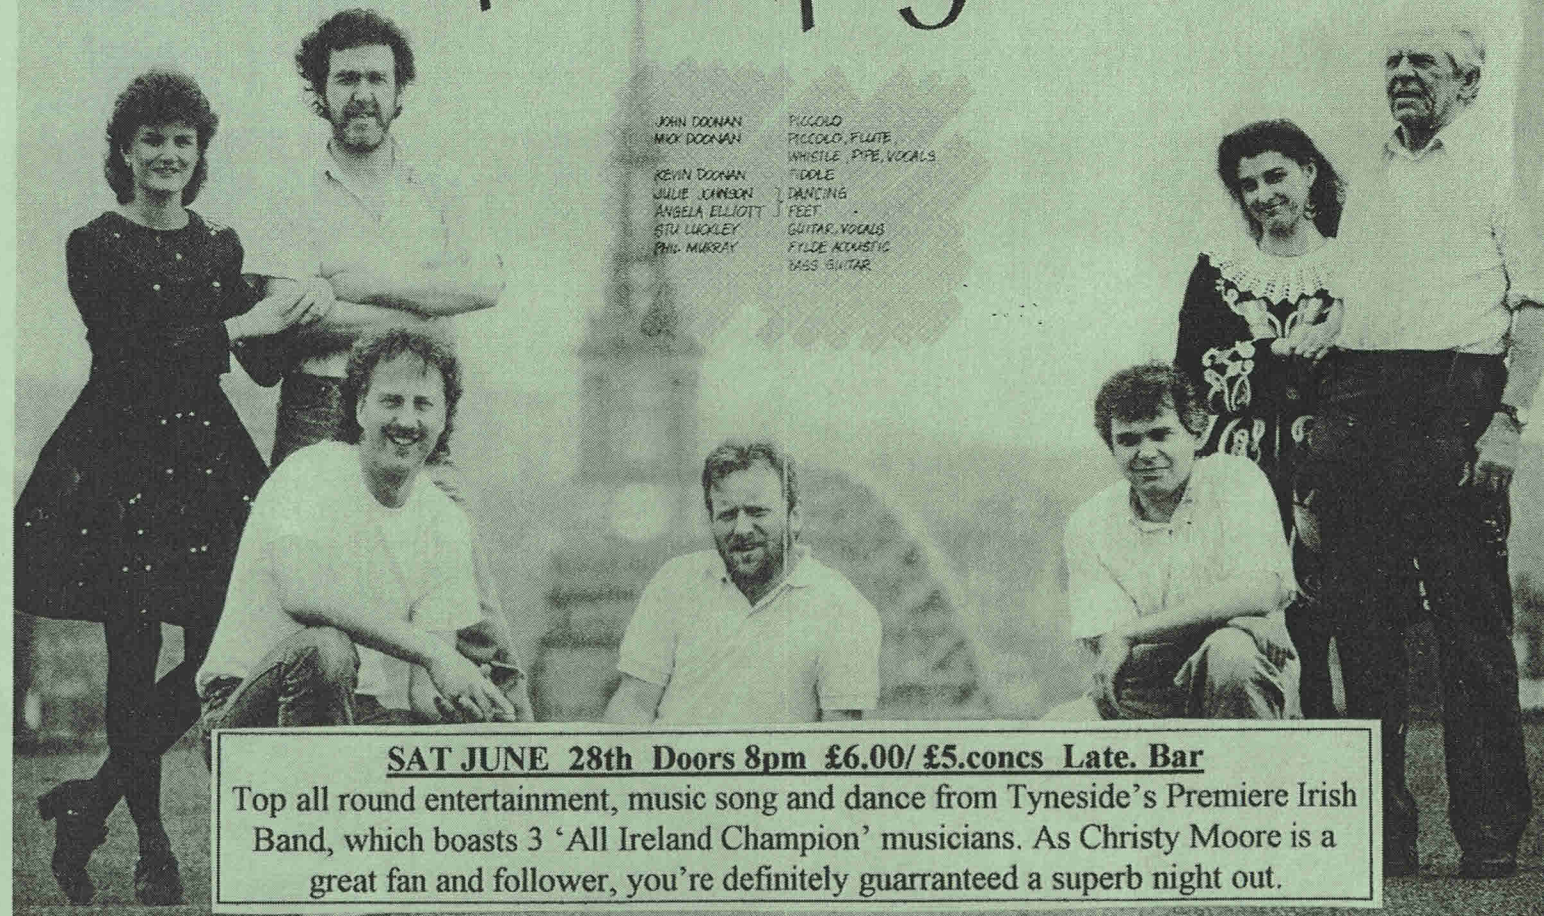 JOHN DOONAN PICCOLO
MICK DOONAN PICCOLO, FLUTE,
WHISTLE, PIPE, VOCALS
KEVIN DOONAN FIDDLE
JULIE JOHNSON } DANCING
ANGELA ELLIOTT } FEET
STU LUCKLEY GUITAR, VOCALS
PHIL MURRAY FYLDE ACOUSTIC
BASS GUITAR
SAT JUNE 28th Doors 8pm £6.00/ £5.concs Late. Bar
Top all round entertainment, music song and dance from Tyneside's Premiere Irish
Band, which boasts 3 'All Ireland Champion' musicians. As Christy Moore is a
great fan and follower, you're definitely guarranteed a superb night out.